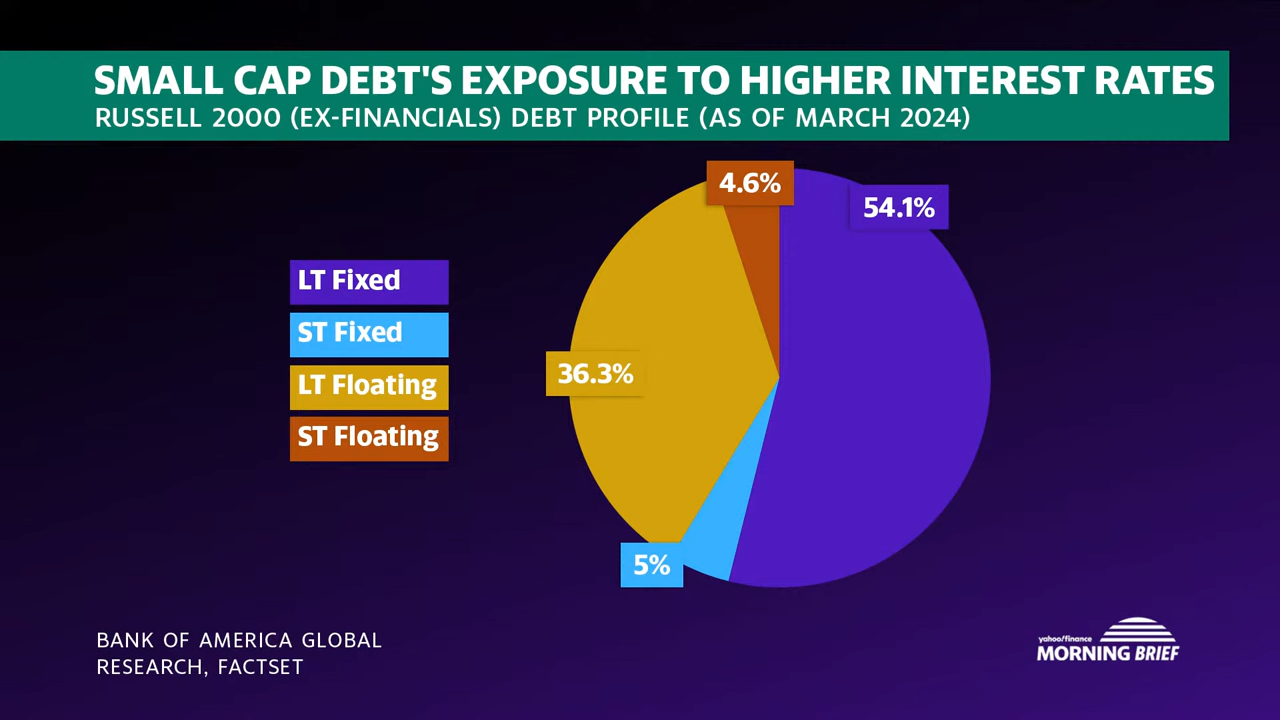 SMALL CAP DEBT'S EXPOSURE TO HIGHER INTEREST RATES
RUSSELL 2000 (EX-FINANCIALS) DEBT PROFILE (AS OF MARCH 2024)
4.6%
54.1%
LT Fixed
ST Fixed
LT Floating
ST Floating
36.3%
5%
BANK OF AMERICA GLOBAL
RESEARCH, FACTSET
yahoo/finance
MORNING BRIEF